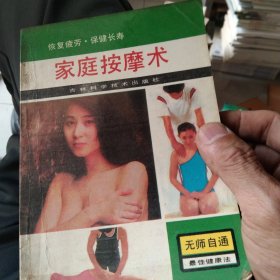 恢复疲劳·保健长寿
家庭按摩术
吉林科学技术出版社
无师自通
最佳健康法